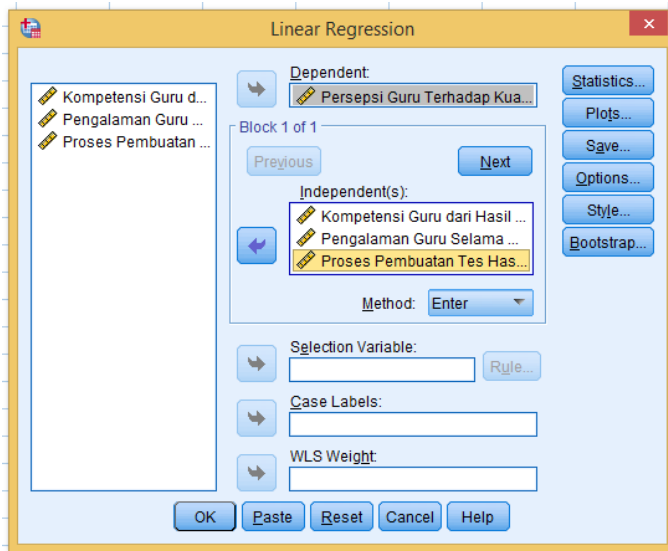 Linear Regression
Kompetensi Guru d...
Pengalaman Guru ...
Proses Pembuatan ...
Dependent:
Persepsi Guru Terhadap Kua...
Block 1 of 1
Previous
Next
Independent(s):
Kompetensi Guru dari Hasil ...
Pengalaman Guru Selama ...
Proses Pembuatan Tes Has...
Method: Enter
Selection Variable:
Rule...
Case Labels:
WLS Weight:
Statistics...
Plots...
Save...
Options...
Style...
Bootstrap...
OK Paste Reset Cancel Help